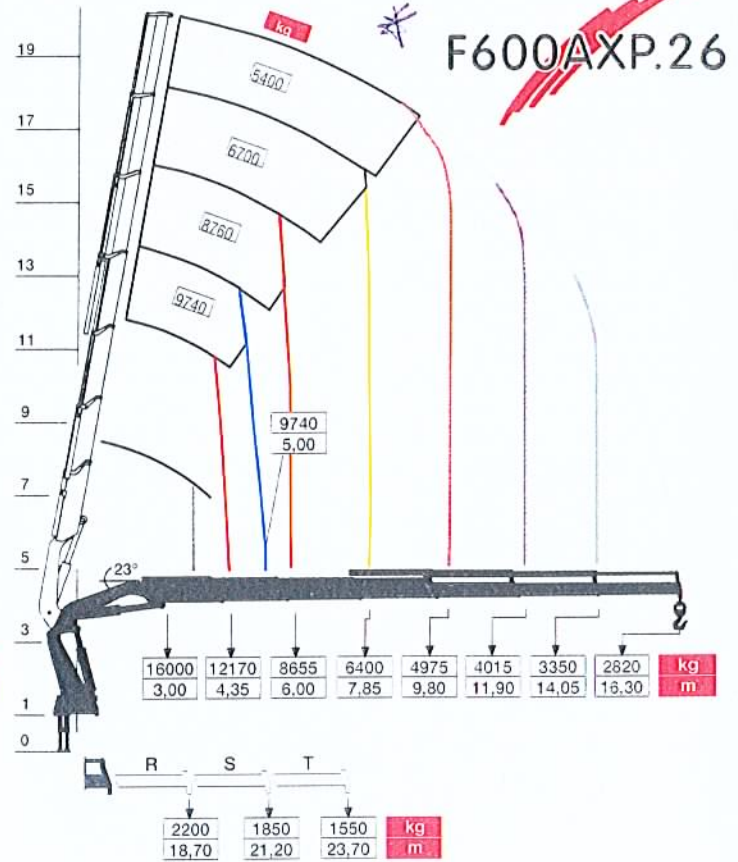 F600AXP.26
kg
19
17
15
13
11
9
7
5
3
1
0
5400
6700
8760
9740
9740
5,00
23°
16000 12170 8655 6400 4975 4015 3350 2820 kg
3,00 4,35 6,00 7,85 9,80 11,90 14,05 16,30 m
R S T
2200 1850 1550 kg
18,70 21,20 23,70 m